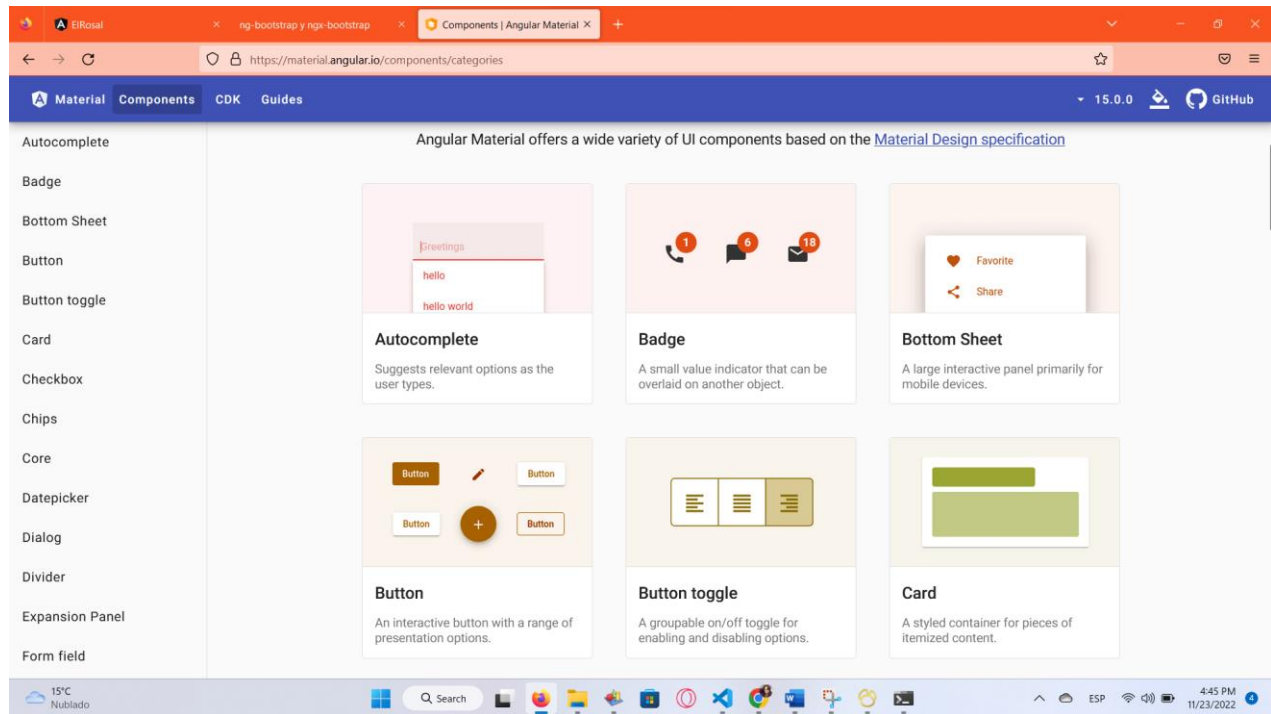 ElRosal
ng-bootstrap y ngx-bootstrap
Components | Angular Material
https://material.angular.io/components/categories
Material Components CDK Guides
15.0.0 GitHub
Angular Material offers a wide variety of UI components based on the Material Design specification
Autocomplete
Badge
Bottom Sheet
Button
Button toggle
Card
Checkbox
Chips
Core
Datepicker
Dialog
Divider
Expansion Panel
Form field
Greetings
hello
hello world
Autocomplete
Suggests relevant options as the
user types.
1 6 18
Badge
A small value indicator that can be
overlaid on another object.
Favorite
Share
Bottom Sheet
A large interactive panel primarily for
mobile devices.
Button Button
Button + Button
Button
An interactive button with a range of
presentation options.
Button toggle
A groupable on/off toggle for
enabling and disabling options.
Card
A styled container for pieces of
itemized content.
15°C
Nublado
Search
ESP
4:45 PM
11/23/2022
4